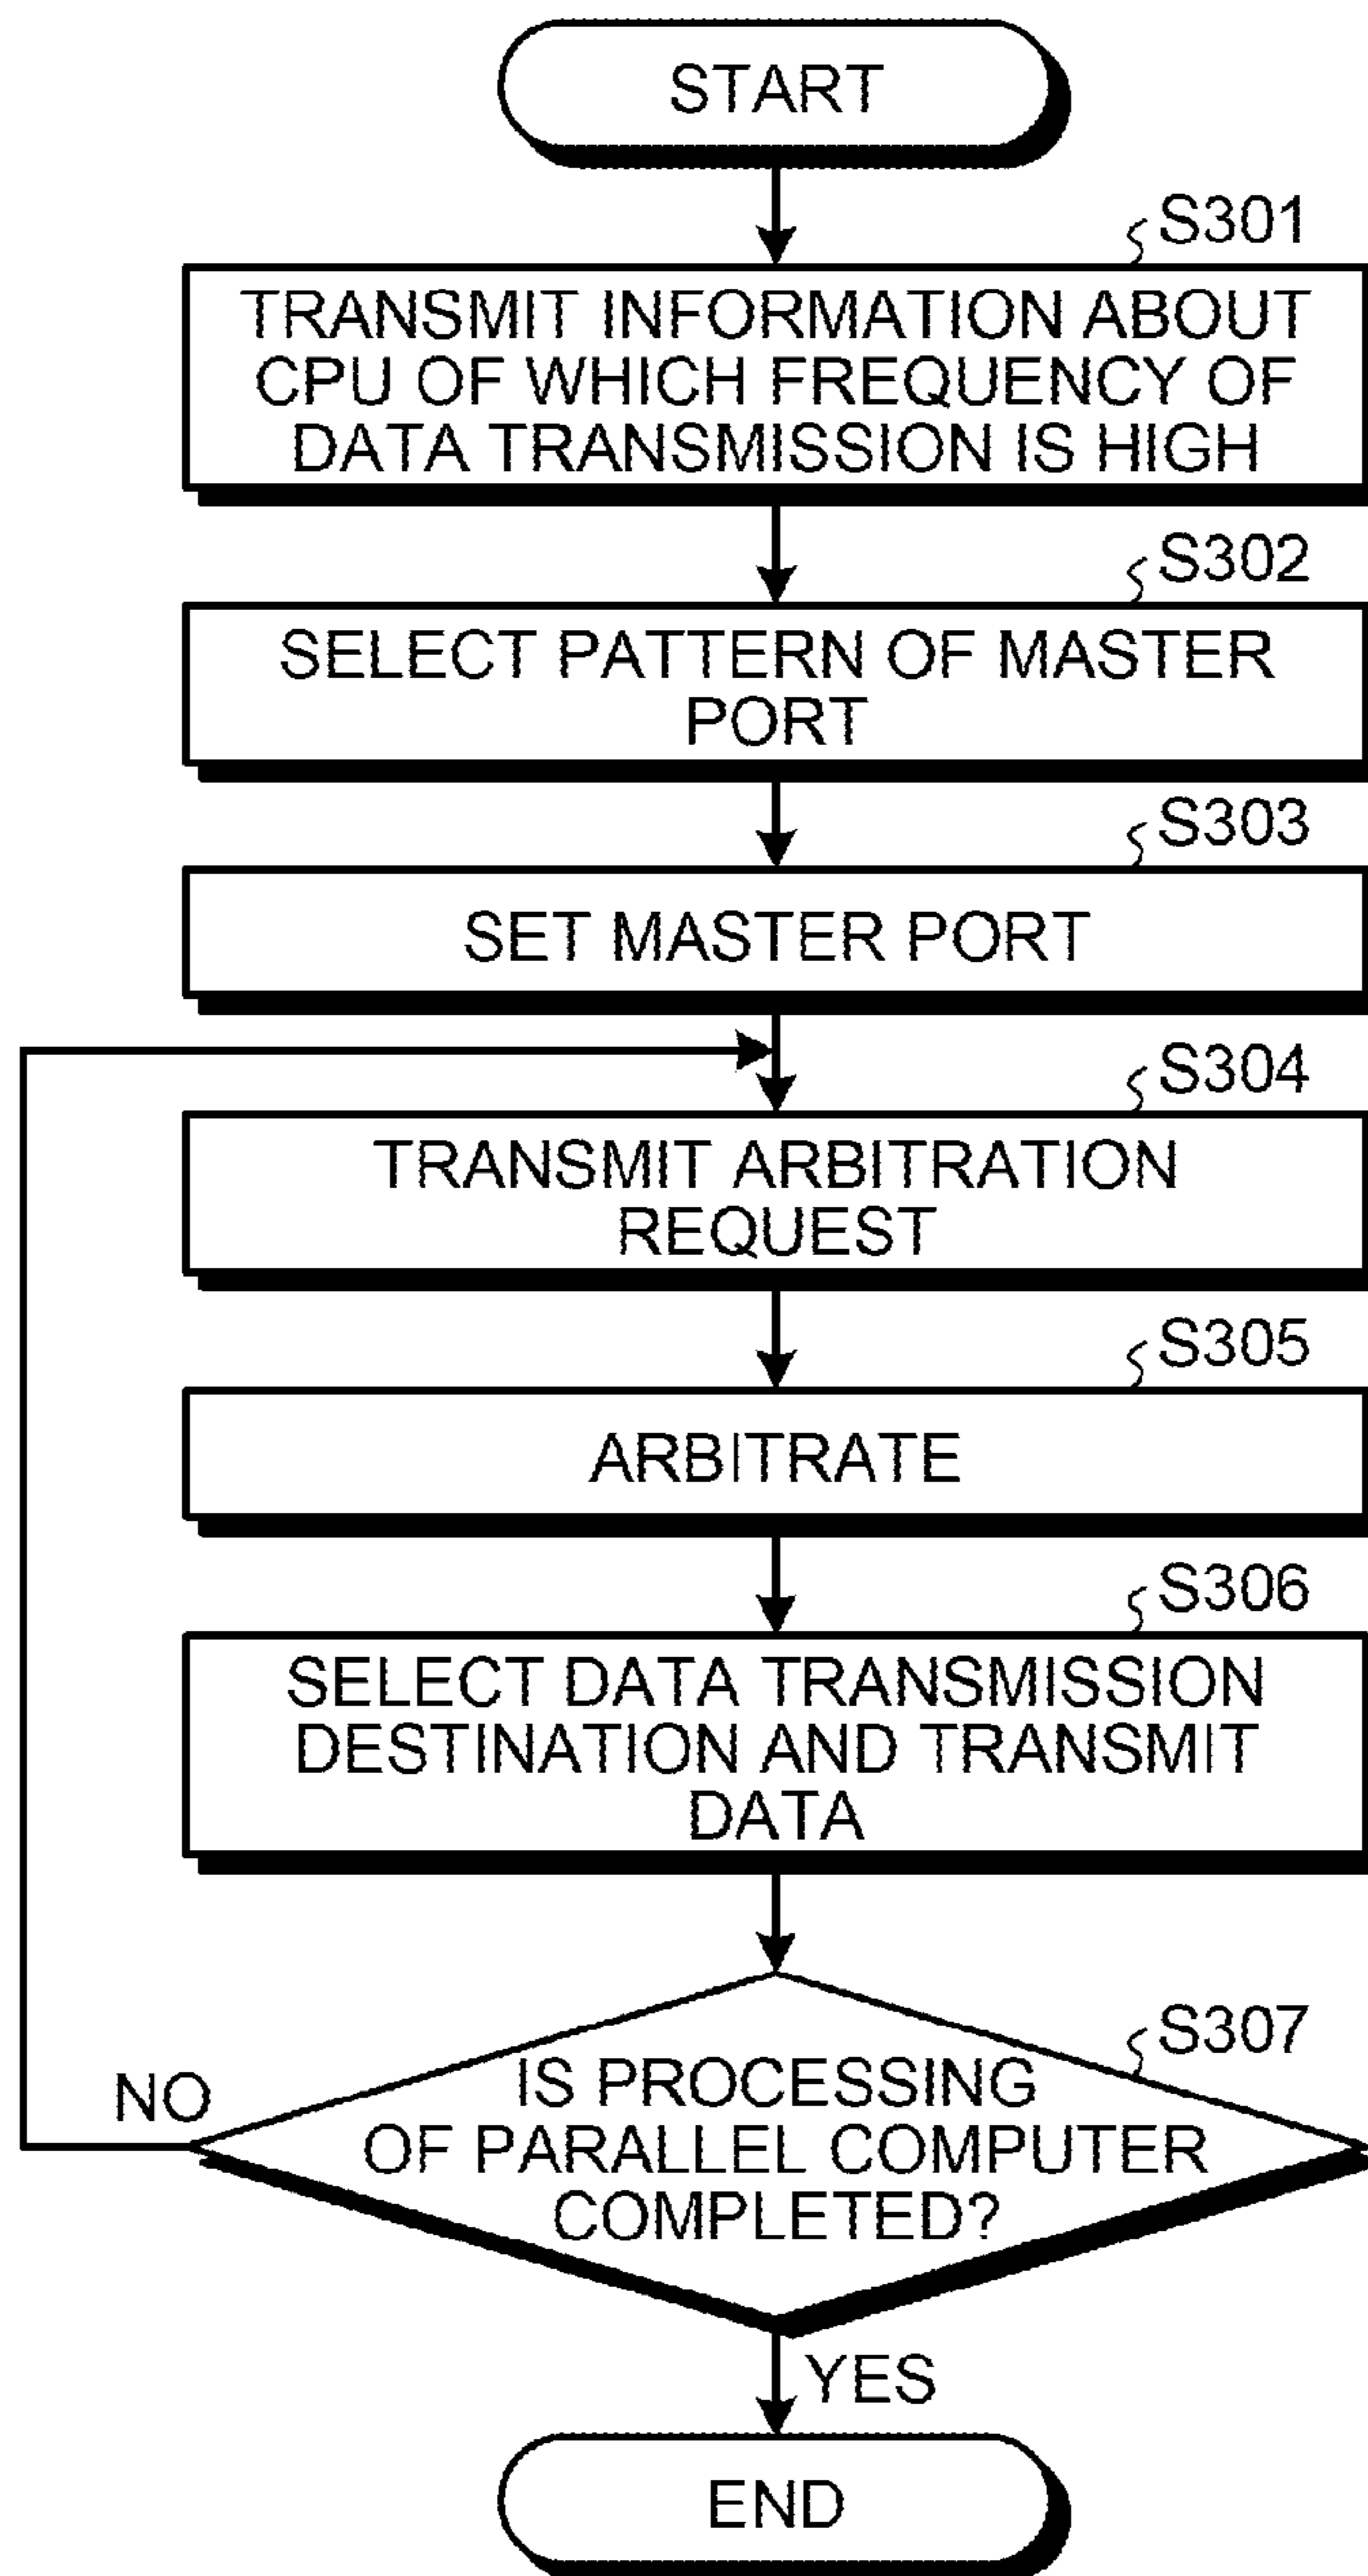 START
S301
TRANSMIT INFORMATION ABOUT
CPU OF WHICH FREQUENCY OF
DATA TRANSMISSION IS HIGH
S302
SELECT PATTERN OF MASTER
PORT
S303
SET MASTER PORT
S304
TRANSMIT ARBITRATION
REQUEST
S305
ARBITRATE
S306
SELECT DATA TRANSMISSION
DESTINATION AND TRANSMIT
DATA
S307
IS PROCESSING
OF PARALLEL COMPUTER
COMPLETED?
NO
YES
END